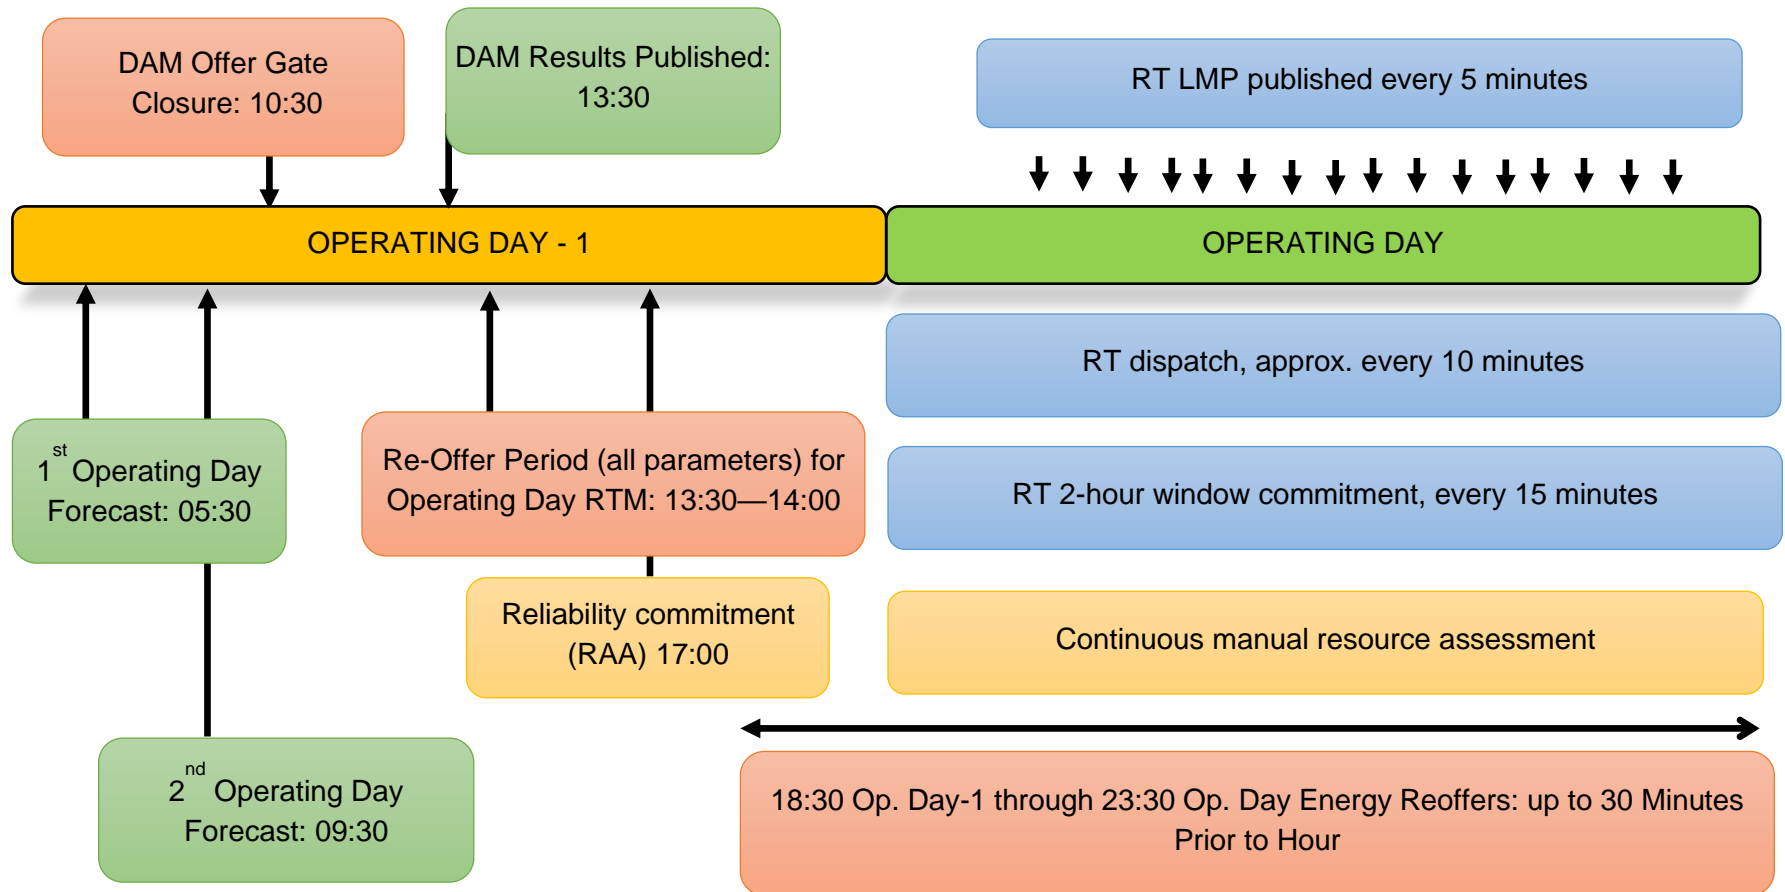 DAM Offer Gate
Closure: 10:30
DAM Results Published:
13:30
RT LMP published every 5 minutes
OPERATING DAY - 1
OPERATING DAY
RT dispatch, approx. every 10 minutes
1st Operating Day
Forecast: 05:30
Re-Offer Period (all parameters) for
Operating Day RTM: 13:30—14:00
RT 2-hour window commitment, every 15 minutes
Reliability commitment
(RAA) 17:00
Continuous manual resource assessment
2nd Operating Day
Forecast: 09:30
18:30 Op. Day-1 through 23:30 Op. Day Energy Reoffers: up to 30 Minutes
Prior to Hour